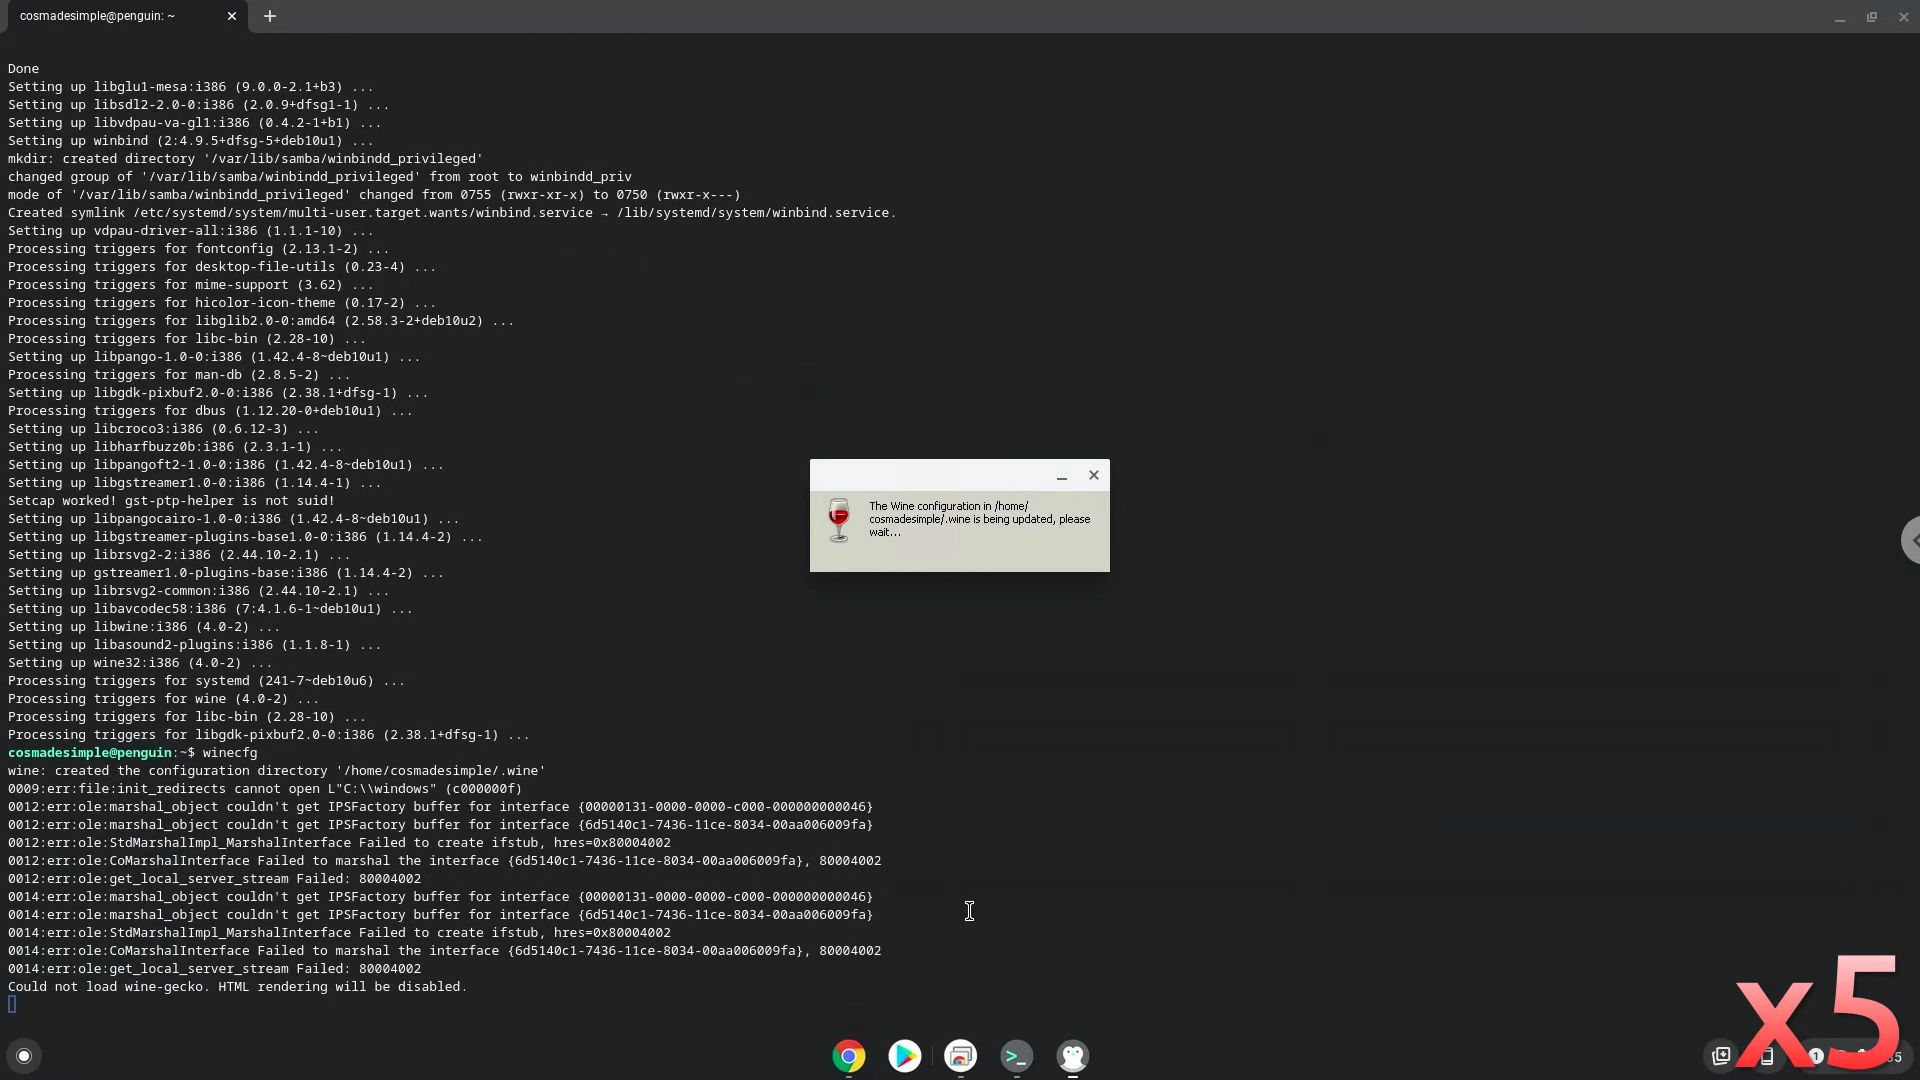 cosmadesimple@penguin: ~
Done
Setting up libglu1-mesa:i386 (9.0.0-2.1+b3) ...
Setting up libsdl2-2.0-0:i386 (2.0.9+dfsg1-1) ...
Setting up libvdpau-va-gl1:i386 (0.4.2-1+b1) ...
Setting up winbind (2:4.9.5+dfsg-5+deb10u1) ...
mkdir: created directory '/var/lib/samba/winbindd_privileged'
changed group of '/var/lib/samba/winbindd_privileged' from root to winbindd_priv
mode of '/var/lib/samba/winbindd_privileged' changed from 0755 (rwxr-xr-x) to 0750 (rwxr-x---)
Created symlink /etc/systemd/system/multi-user.target.wants/winbind.service → /lib/systemd/system/winbind.service.
Setting up vdpau-driver-all:i386 (1.1.1-10) ...
Processing triggers for fontconfig (2.13.1-2) ...
Processing triggers for desktop-file-utils (0.23-4) ...
Processing triggers for mime-support (3.62) ...
Processing triggers for hicolor-icon-theme (0.17-2) ...
Processing triggers for libglib2.0-0:amd64 (2.58.3-2+deb10u2) ...
Processing triggers for libc-bin (2.28-10) ...
Setting up libpango-1.0-0:i386 (1.42.4-8~deb10u1) ...
Processing triggers for man-db (2.8.5-2) ...
Setting up libgdk-pixbuf2.0-0:i386 (2.38.1+dfsg-1) ...
Processing triggers for dbus (1.12.20-0+deb10u1) ...
Setting up libcroco3:i386 (0.6.12-3) ...
Setting up libharfbuzz0b:i386 (2.3.1-1) ...
Setting up libpangoft2-1.0-0:i386 (1.42.4-8~deb10u1) ...
Setting up libgstreamer1.0-0:i386 (1.14.4-1) ...
Setcap worked! gst-ptp-helper is not suid!
Setting up libpangocairo-1.0-0:i386 (1.42.4-8~deb10u1) ...
Setting up libgstreamer-plugins-base1.0-0:i386 (1.14.4-2) ...
Setting up librsvg2-2:i386 (2.44.10-2.1) ...
Setting up gstreamer1.0-plugins-base:i386 (1.14.4-2) ...
Setting up librsvg2-common:i386 (2.44.10-2.1) ...
Setting up libavcodec58:i386 (7:4.1.6-1~deb10u1) ...
Setting up libwine:i386 (4.0-2) ...
Setting up libasound2-plugins:i386 (1.1.8-1) ...
Setting up wine32:i386 (4.0-2) ...
Processing triggers for systemd (241-7~deb10u6) ...
Processing triggers for wine (4.0-2) ...
Processing triggers for libc-bin (2.28-10) ...
Processing triggers for libgdk-pixbuf2.0-0:i386 (2.38.1+dfsg-1) ...
cosmadesimple@penguin:~$ winecfg
wine: created the configuration directory '/home/cosmadesimple/.wine'
0009:err:file:init_redirects cannot open L"C:\\windows" (c000000f)
0012:err:ole:marshal_object couldn't get IPSFactory buffer for interface {00000131-0000-0000-c000-000000000046}
0012:err:ole:marshal_object couldn't get IPSFactory buffer for interface {6d5140c1-7436-11ce-8034-00aa006009fa}
0012:err:ole:StdMarshalImpl_MarshalInterface Failed to create ifstub, hres=0x80004002
0012:err:ole:CoMarshalInterface Failed to marshal the interface {6d5140c1-7436-11ce-8034-00aa006009fa}, 80004002
0012:err:ole:get_local_server_stream Failed: 80004002
0014:err:ole:marshal_object couldn't get IPSFactory buffer for interface {00000131-0000-0000-c000-000000000046}
0014:err:ole:marshal_object couldn't get IPSFactory buffer for interface {6d5140c1-7436-11ce-8034-00aa006009fa}
0014:err:ole:StdMarshalImpl_MarshalInterface Failed to create ifstub, hres=0x80004002
0014:err:ole:CoMarshalInterface Failed to marshal the interface {6d5140c1-7436-11ce-8034-00aa006009fa}, 80004002
0014:err:ole:get_local_server_stream Failed: 80004002
Could not load wine-gecko. HTML rendering will be disabled.
The Wine configuration in /home/
cosmadesimple/.wine is being updated, please
wait...
x5
1